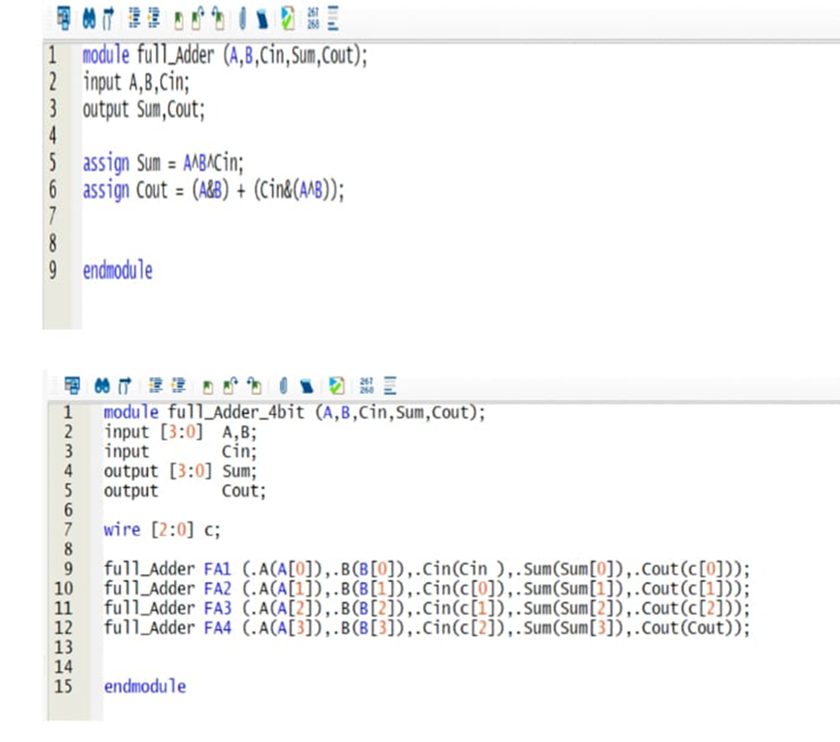 267
268
1 module full_Adder (A,B,Cin,Sum,Cout);
2 input A,B,Cin;
3 output Sum,Cout;
4
5 assign Sum = A^B^Cin;
6 assign Cout = (A&B) + (Cin&(A^B));
7
8
9 endmodule
267
268
1 module full_Adder_4bit (A,B,Cin,Sum,Cout);
2 input [3:0] A,B;
3 input Cin;
4 output [3:0] Sum;
5 output Cout;
6
7 wire [2:0] c;
8
9 full_Adder FA1 (.A(A[0]),.B(B[0]),.Cin(Cin ),.Sum(Sum[0]),.Cout(c[0]));
10 full_Adder FA2 (.A(A[1]),.B(B[1]),.Cin(c[0]),.Sum(Sum[1]),.Cout(c[1]));
11 full_Adder FA3 (.A(A[2]),.B(B[2]),.Cin(c[1]),.Sum(Sum[2]),.Cout(c[2]));
12 full_Adder FA4 (.A(A[3]),.B(B[3]),.Cin(c[2]),.Sum(Sum[3]),.Cout(Cout));
13
14
15 endmodule